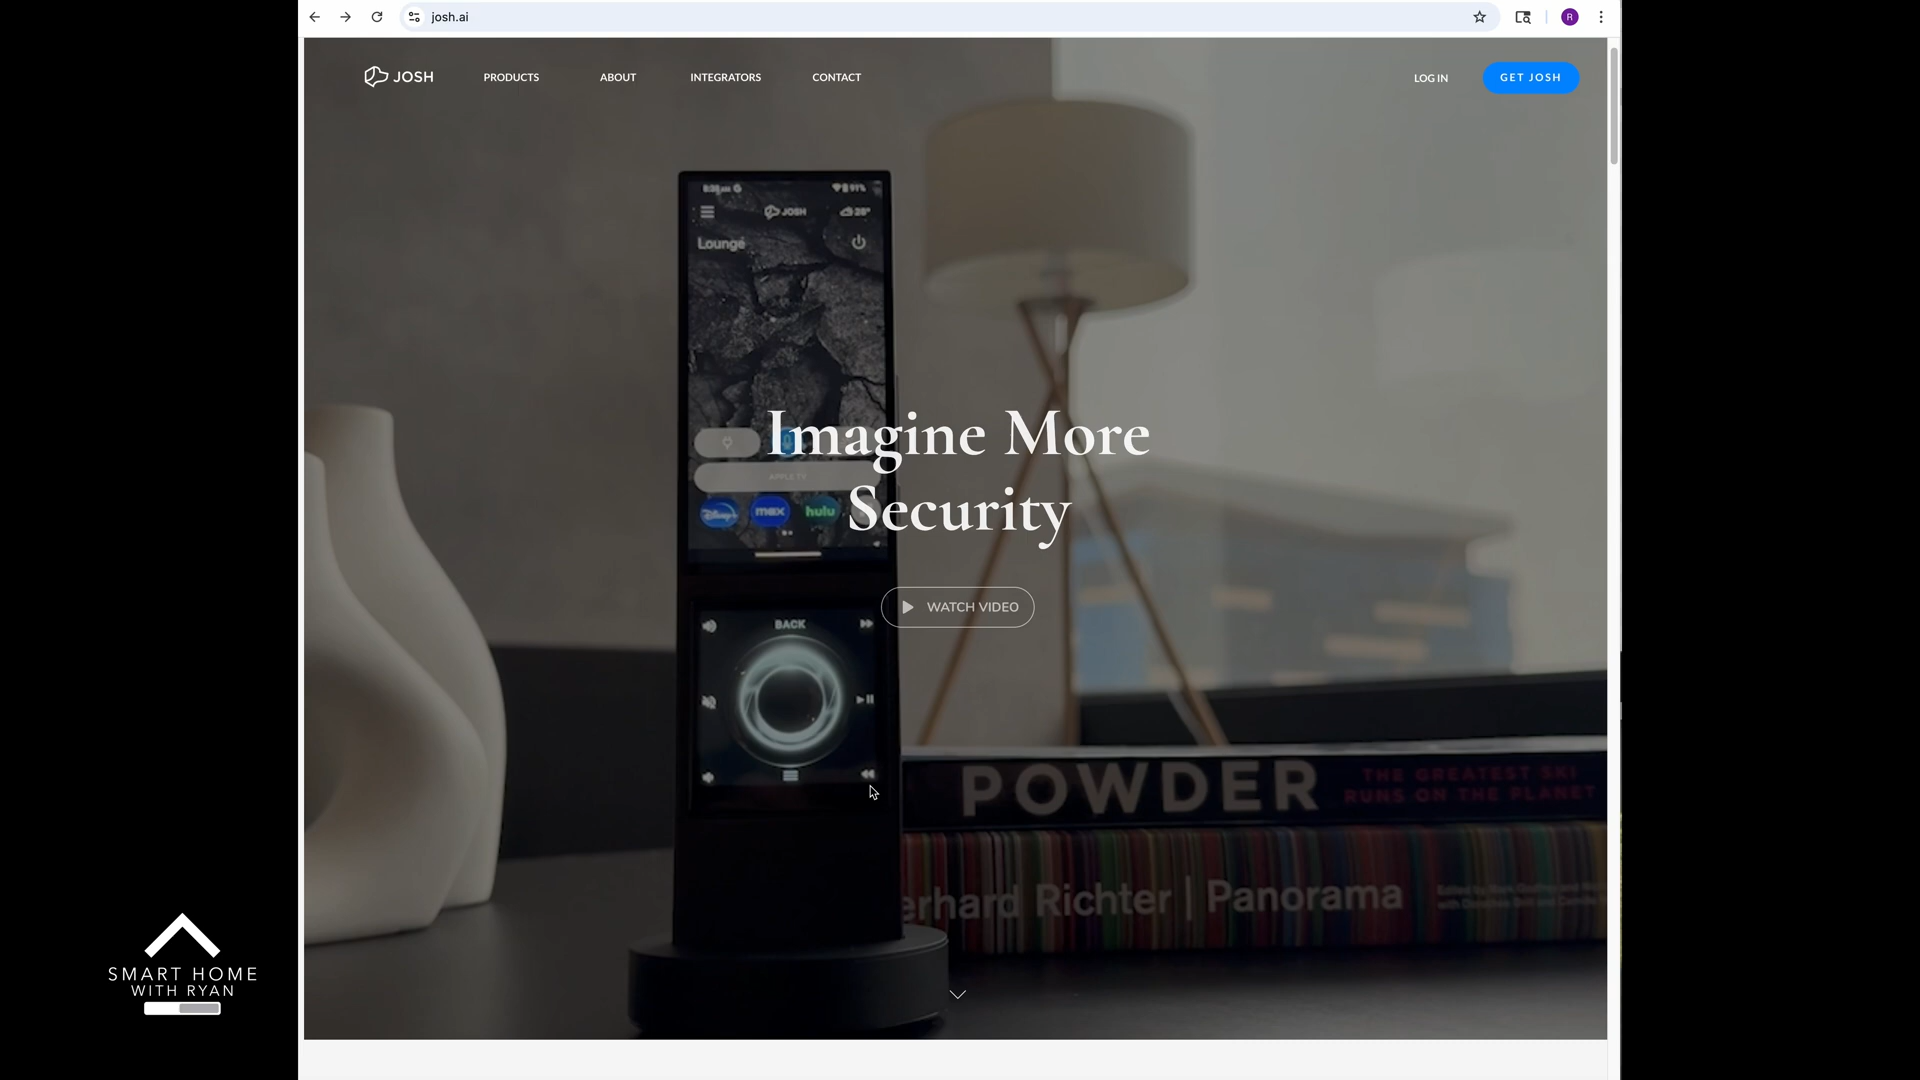 josh.ai
R
JOSH
PRODUCTS
ABOUT
INTEGRATORS
CONTACT
LOG IN
GET JOSH
91%
JOSH
Lounge
Imagine More
Security
APPLE TV
Disney+
max
hulu
WATCH VIDEO
BACK
POWDER
THE GREATEST SKI
RUNS ON THE PLANET
erhard Richter | Panorama
SMART HOME
WITH RYAN